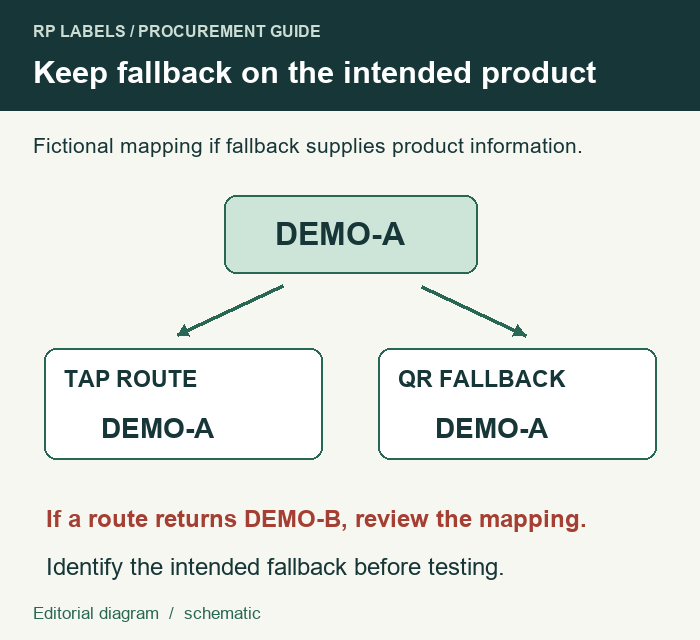 RP LABELS / PROCUREMENT GUIDE
Keep fallback on the intended product
Fictional mapping if fallback supplies product information.
DEMO-A
TAP ROUTE
DEMO-A
QR FALLBACK
DEMO-A
If a route returns DEMO-B, review the mapping.
Identify the intended fallback before testing.
Editorial diagram / schematic